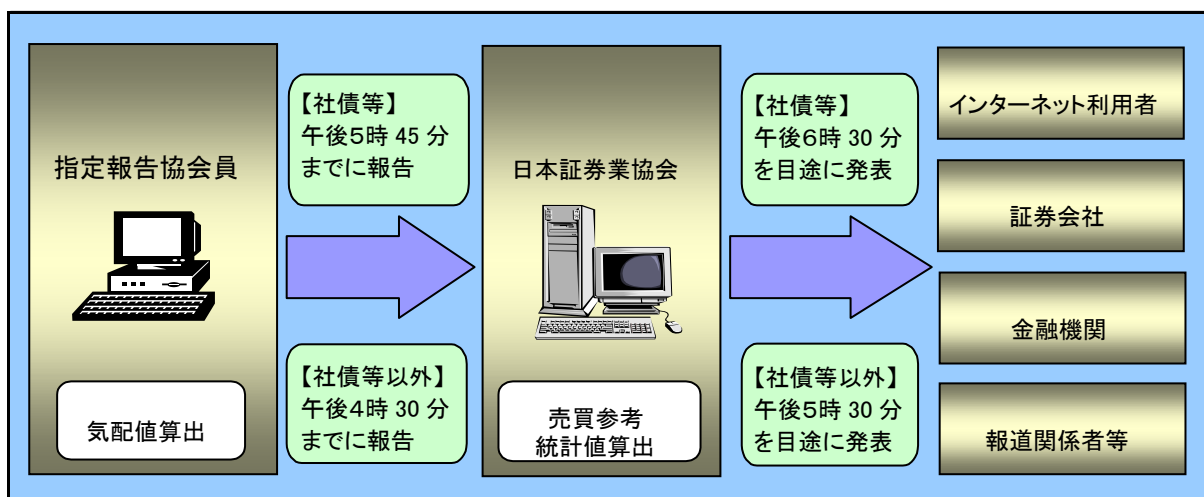 指定報告協会員
気配値算出
【社債等】
午後5時 45 分
までに報告
【社債等以外】
午後4時 30 分
までに報告
日本証券業協会
売買参考
統計値算出
【社債等】
午後6時 30 分
を目途に発表
【社債等以外】
午後5時 30 分
を目途に発表
インターネット利用者
証券会社
金融機関
報道関係者等